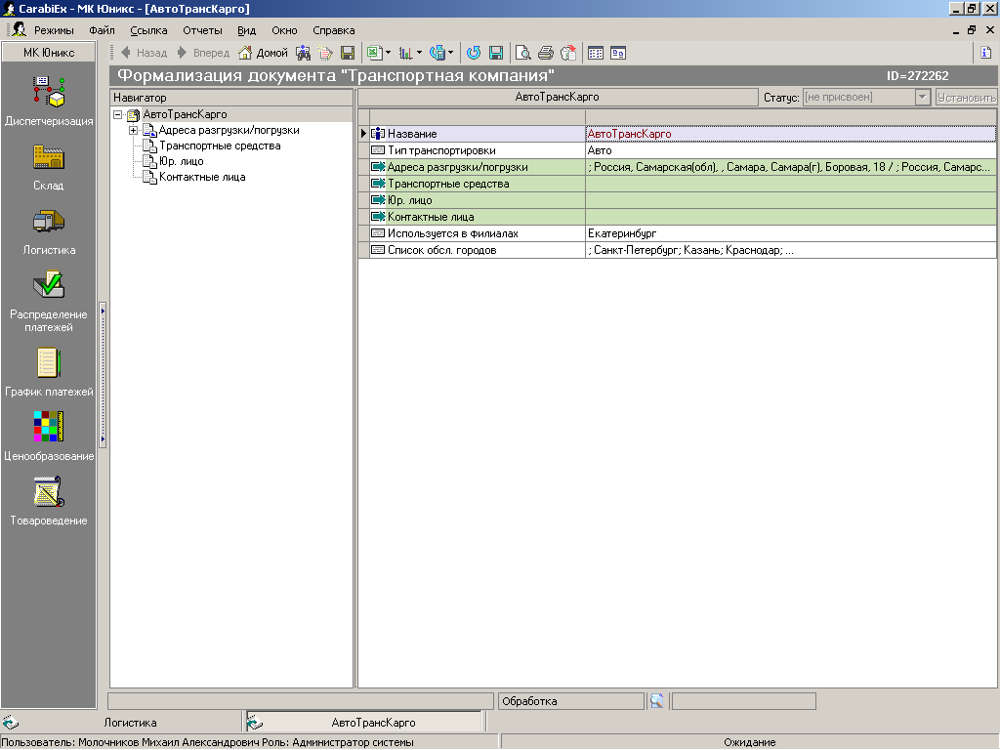 CarabiEx - МК Юникс - [АвтоТрансКарго]
Режимы Файл Ссылка Отчеты Вид Окно Справка
МК Юникс
Назад Вперед Домой
Формализация документа "Транспортная компания" ID=272262
Навигатор
АвтоТрансКарго
Адреса разгрузки/погрузки
Транспортные средства
Юр. лицо
Контактные лица
АвтоТрансКарго Статус: [не присвоен] Установить
Название АвтоТрансКарго
Тип транспортировки Авто
Адреса разгрузки/погрузки ; Россия, Самарская(обл), , Самара, Самара(г), Боровая, 18 / ; Россия, Самарс...
Транспортные средства
Юр. лицо
Контактные лица
Используется в филиалах Екатеринбург
Список обсл. городов ; Санкт-Петербург; Казань; Краснодар; ...
Диспетчеризация
Склад
Логистика
Распределение
платежей
График платежей
Ценообразование
Товароведение
Обработка
Логистика АвтоТрансКарго
Пользователь: Молочников Михаил Александрович Роль: Администратор системы Ожидание